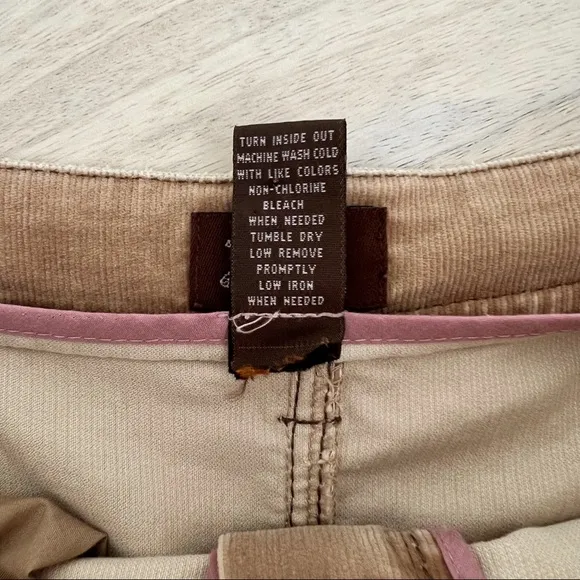 TURN INSIDE OUT
MACHINE WASH COLD
WITH LIKE COLORS
NON-CHLORINE
BLEACH
WHEN NEEDED
TUMBLE DRY
LOW REMOVE
PROMPTLY
LOW IRON
WHEN NEEDED